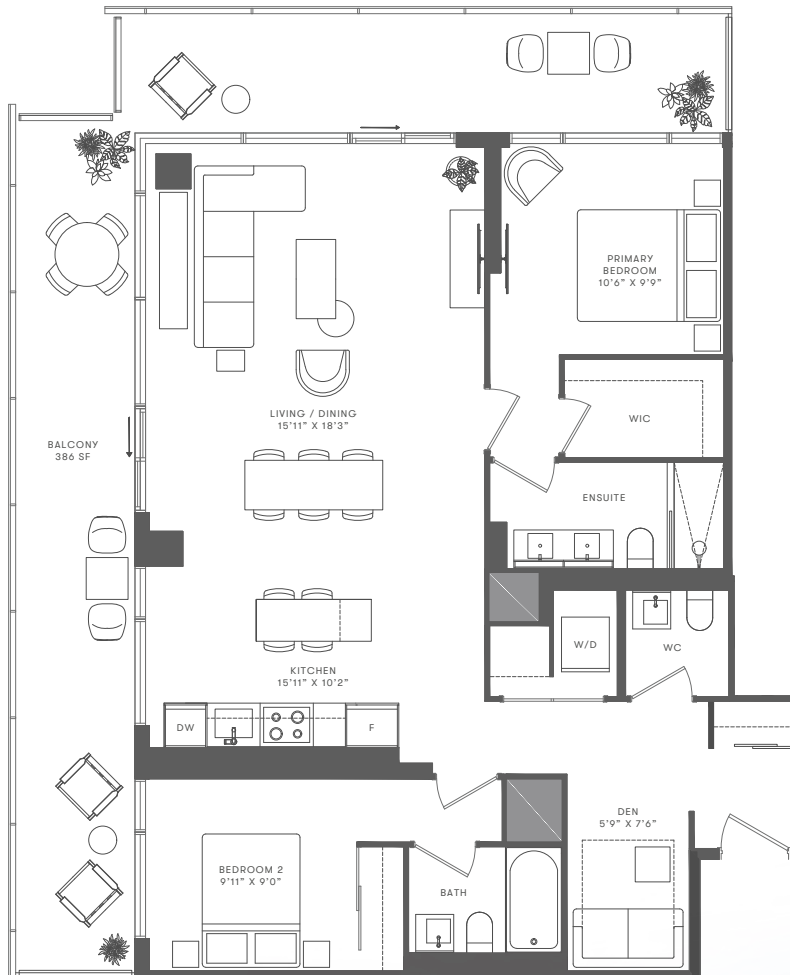 PRIMARY
BEDROOM
10'6" X 9'9"
LIVING / DINING
15'11" X 18'3"
WIC
BALCONY
386 SF
ENSUITE
W/D
WC
KITCHEN
15'11" X 10'2"
DW
F
DEN
5'9" X 7'6"
BEDROOM 2
9'11" X 9'0"
BATH